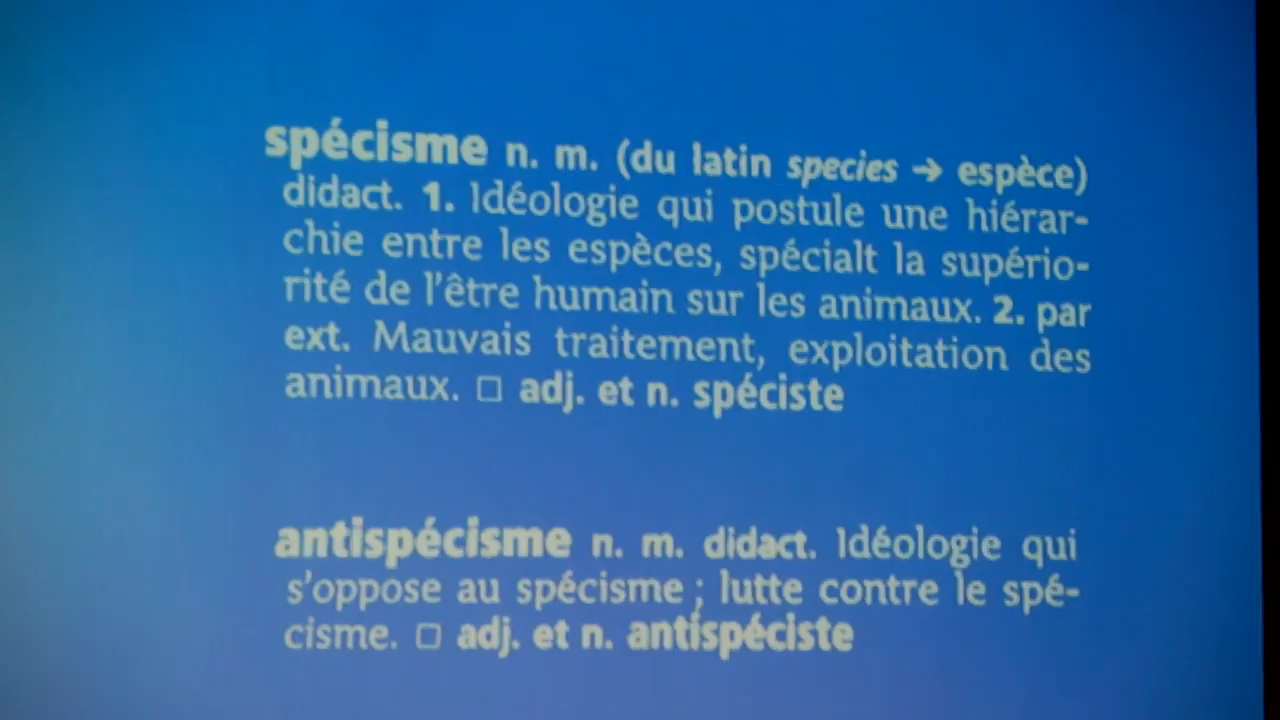 spécisme n. m. (du latin species → espèce)
didact. 1. Idéologie qui postule une hiérar-
chie entre les espèces, spécialt la supério-
rité de l'être humain sur les animaux. 2. par
ext. Mauvais traitement, exploitation des
animaux. □ adj. et n. spéciste
antispécisme n. m. didact. Idéologie qui
s'oppose au spécisme ; lutte contre le spé-
cisme. □ adj. et n. antispéciste